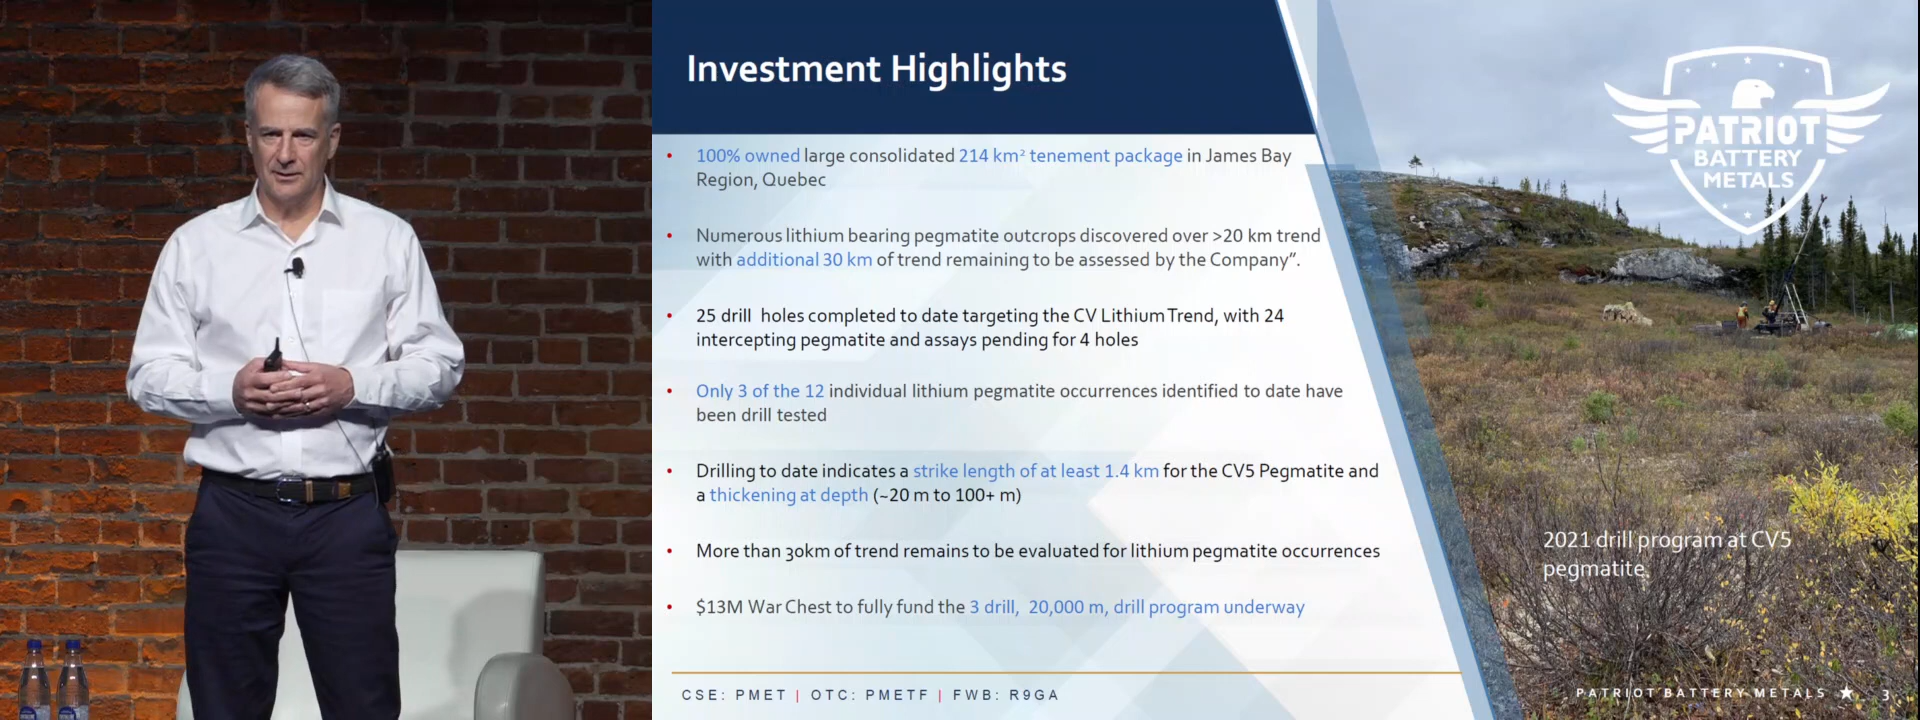 Investment Highlights
• 100% owned large consolidated 214 km² tenement package in James Bay
Region, Quebec
• Numerous lithium bearing pegmatite outcrops discovered over >20 km trend
with additional 30 km of trend remaining to be assessed by the Company”.
• 25 drill holes completed to date targeting the CV Lithium Trend, with 24
intercepting pegmatite and assays pending for 4 holes
• Only 3 of the 12 individual lithium pegmatite occurrences identified to date have
been drill tested
• Drilling to date indicates a strike length of at least 1.4 km for the CV5 Pegmatite and
a thickening at depth (~20 m to 100+ m)
• More than 30km of trend remains to be evaluated for lithium pegmatite occurrences
• $13M War Chest to fully fund the 3 drill, 20,000 m, drill program underway
CSE: PMET | OTC: PMETF | FWB: R9GA
PATRIOT
BATTERY
METALS
2021 drill program at CV5
pegmatite.
PATRIOT BATTERY METALS ★ 3